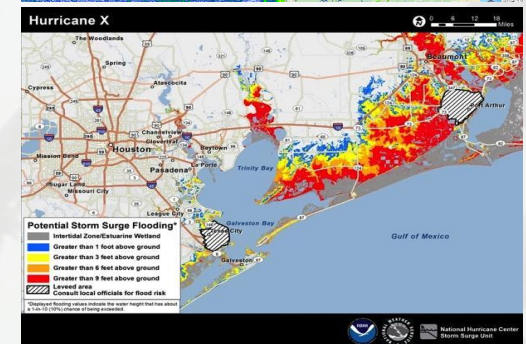 Hurricane X
0 6 12 18
Miles
The Woodlands
Spring
Cypress
Atascocita
Beaumont
Port Arthur
Channelview
Cloverleaf
Houston
Baytown
Mission Bend
Pasadena
La Porte
Sugar Land
Missouri City
Trinity Bay
League City
Galveston Bay
Texas City
Galveston
Gulf of Mexico
Potential Storm Surge Flooding*
Intertidal Zone/Estuarine Wetland
Greater than 1 foot above ground
Greater than 3 feet above ground
Greater than 6 feet above ground
Greater than 9 feet above ground
Leveed area
Consult local officials for flood risk
*Displayed flooding values indicate the water height that has about
a 1-in-10 (10%) chance of being exceeded.
National Hurricane Center
Storm Surge Unit